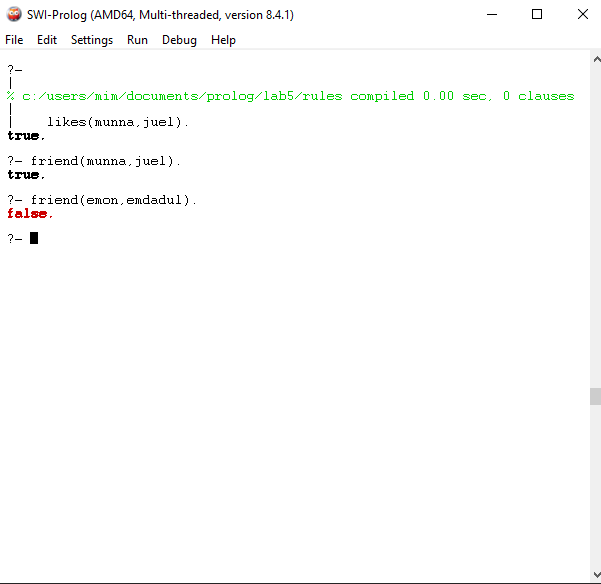 SWI-Prolog (AMD64, Multi-threaded, version 8.4.1)
File Edit Settings Run Debug Help
?-
|
% c:/users/mim/documents/prolog/lab5/rules compiled 0.00 sec, 0 clauses
|
|    likes(munna,juel).
true.
?- friend(munna,juel).
true.
?- friend(emon,emdadul).
false.
?-